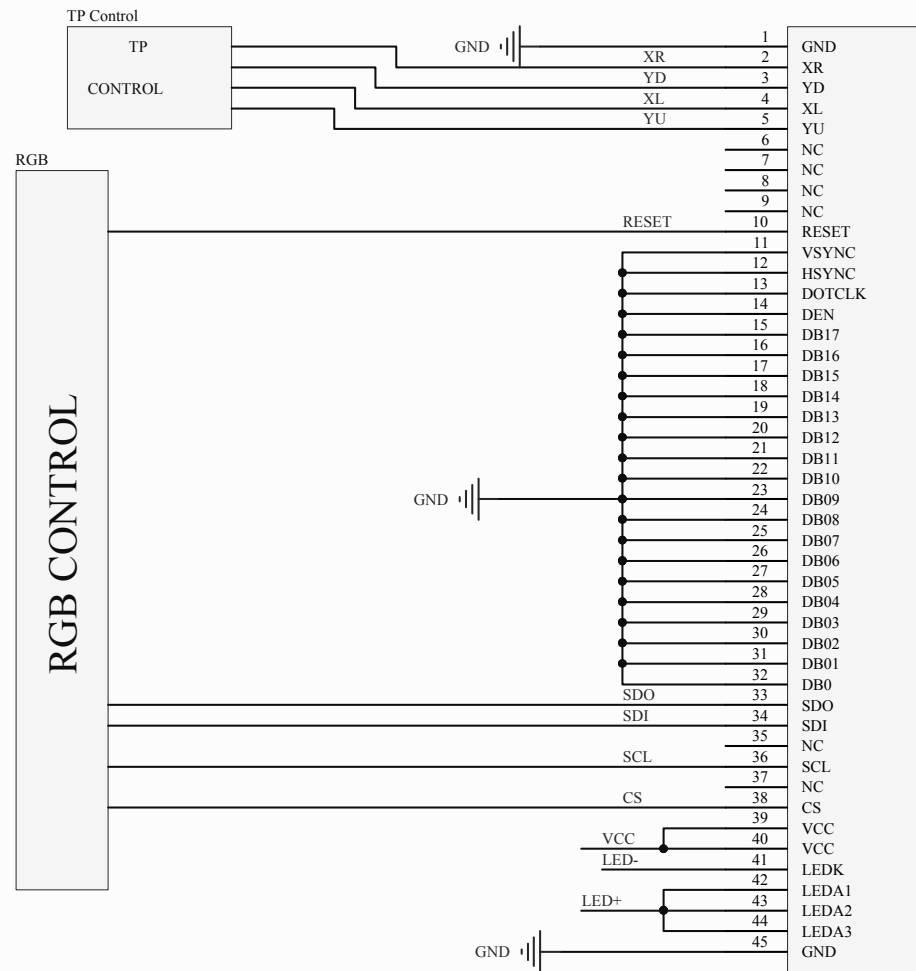 TP Control
TP
CONTROL
RGB
RGB CONTROL
GND 1 GND
XR 2 XR
YD 3 YD
XL 4 XL
YU 5 YU
6 NC
7 NC
8 NC
9 NC
RESET 10 RESET
11 VSYNC
12 HSYNC
13 DOTCLK
14 DEN
15 DB17
16 DB16
17 DB15
18 DB14
19 DB13
20 DB12
21 DB11
22 DB10
GND 23 DB09
24 DB08
25 DB07
26 DB06
27 DB05
28 DB04
29 DB03
30 DB02
31 DB01
32 DB0
SDO 33 SDO
SDI 34 SDI
35 NC
SCL 36 SCL
37 NC
CS 38 CS
39 VCC
VCC 40 VCC
LED- 41 LEDK
42 LEDA1
LED+ 43 LEDA2
44 LEDA3
GND 45 GND